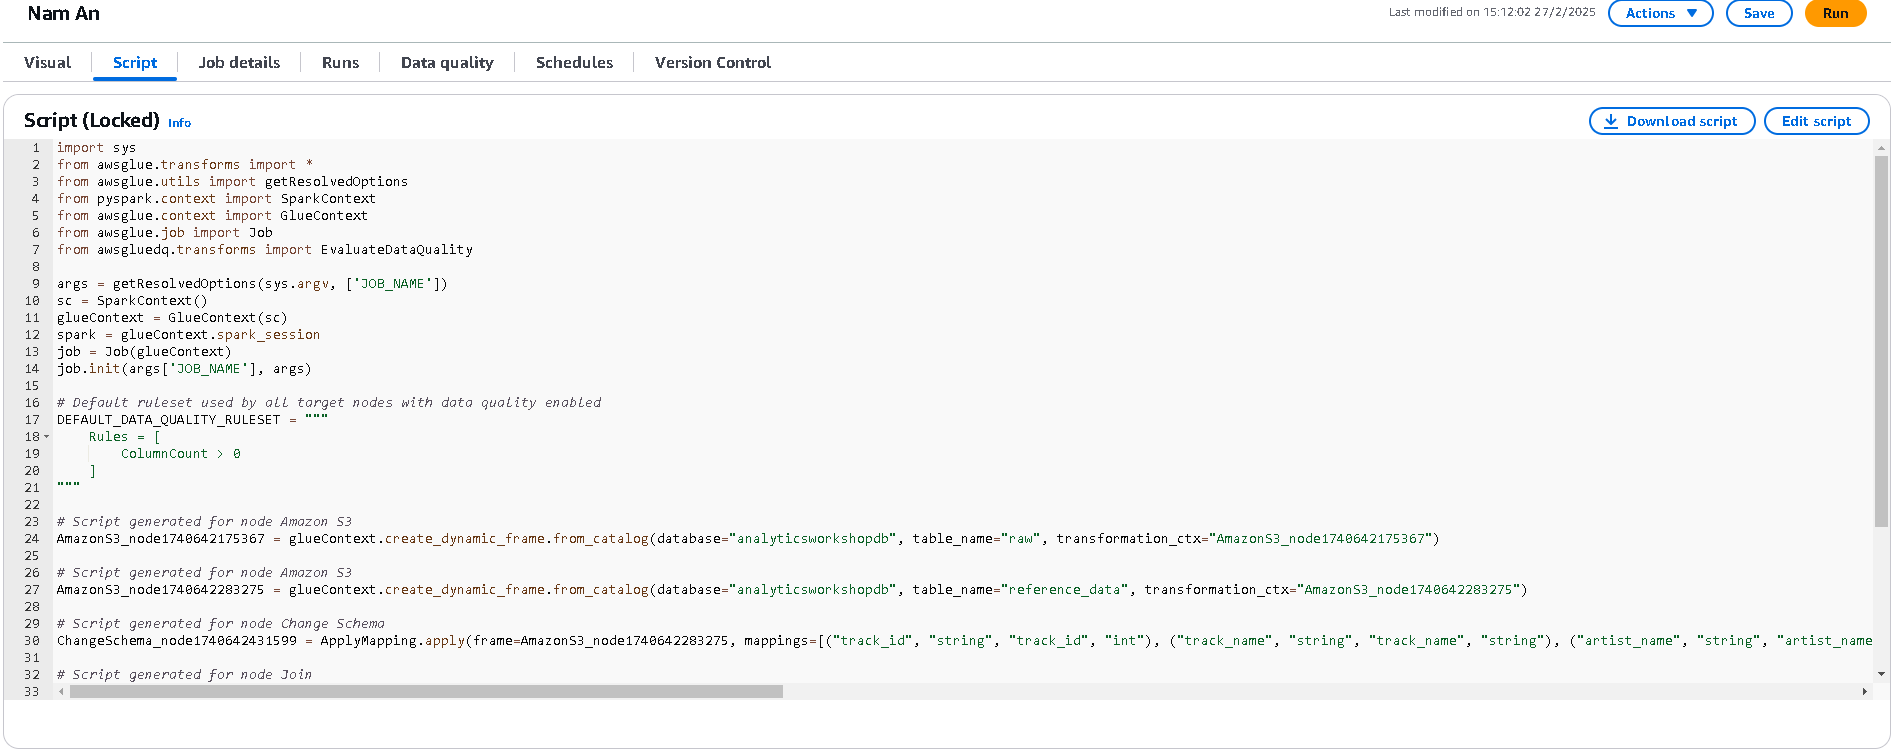 Nam An
Last modified on 15:12:02 27/2/2025
Actions
Save
Run
Visual
Script
Job details
Runs
Data quality
Schedules
Version Control
Script (Locked) Info
Download script
Edit script
1 import sys
2 from awsglue.transforms import *
3 from awsglue.utils import getResolvedOptions
4 from pyspark.context import SparkContext
5 from awsglue.context import GlueContext
6 from awsglue.job import Job
7 from awsgluedq.transforms import EvaluateDataQuality
8
9 args = getResolvedOptions(sys.argv, ['JOB_NAME'])
10 sc = SparkContext()
11 glueContext = GlueContext(sc)
12 spark = glueContext.spark_session
13 job = Job(glueContext)
14 job.init(args['JOB_NAME'], args)
15
16 # Default ruleset used by all target nodes with data quality enabled
17 DEFAULT_DATA_QUALITY_RULESET = """
18     Rules = [
19         ColumnCount > 0
20     ]
21 """
22
23 # Script generated for node Amazon S3
24 AmazonS3_node1740642175367 = glueContext.create_dynamic_frame.from_catalog(database="analyticsworkshopdb", table_name="raw", transformation_ctx="AmazonS3_node1740642175367")
25
26 # Script generated for node Amazon S3
27 AmazonS3_node1740642283275 = glueContext.create_dynamic_frame.from_catalog(database="analyticsworkshopdb", table_name="reference_data", transformation_ctx="AmazonS3_node1740642283275")
28
29 # Script generated for node Change Schema
30 ChangeSchema_node1740642431599 = ApplyMapping.apply(frame=AmazonS3_node1740642283275, mappings=[("track_id", "string", "track_id", "int"), ("track_name", "string", "track_name", "string"), ("artist_name", "string", "artist_name
31
32 # Script generated for node Join
33